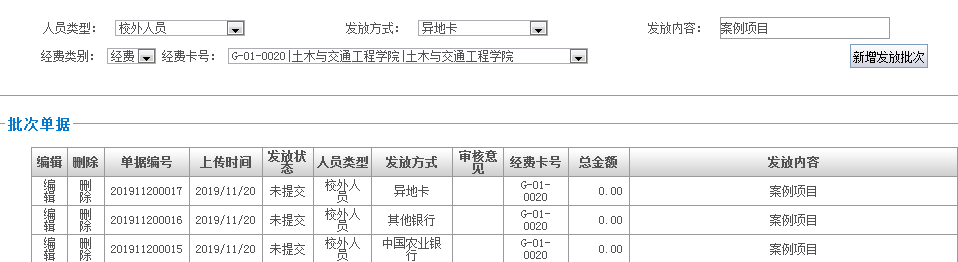 人员类型： 校外人员 发放方式： 异地卡 发放内容： 案例项目
经费类别： 经费 经费卡号： G-01-0020|土木与交通工程学院|土木与交通工程学院 新增发放批次
批次单据
编辑 删除 单据编号 上传时间 发放状态 人员类型 发放方式 审核意见 经费卡号 总金额 发放内容
编辑 删除 201911200017 2019/11/20 未提交 校外人员 异地卡 G-01-0020 0.00 案例项目
编辑 删除 201911200016 2019/11/20 未提交 校外人员 其他银行 G-01-0020 0.00 案例项目
编辑 删除 201911200015 2019/11/20 未提交 校外人员 中国农业银行 G-01-0020 0.00 案例项目